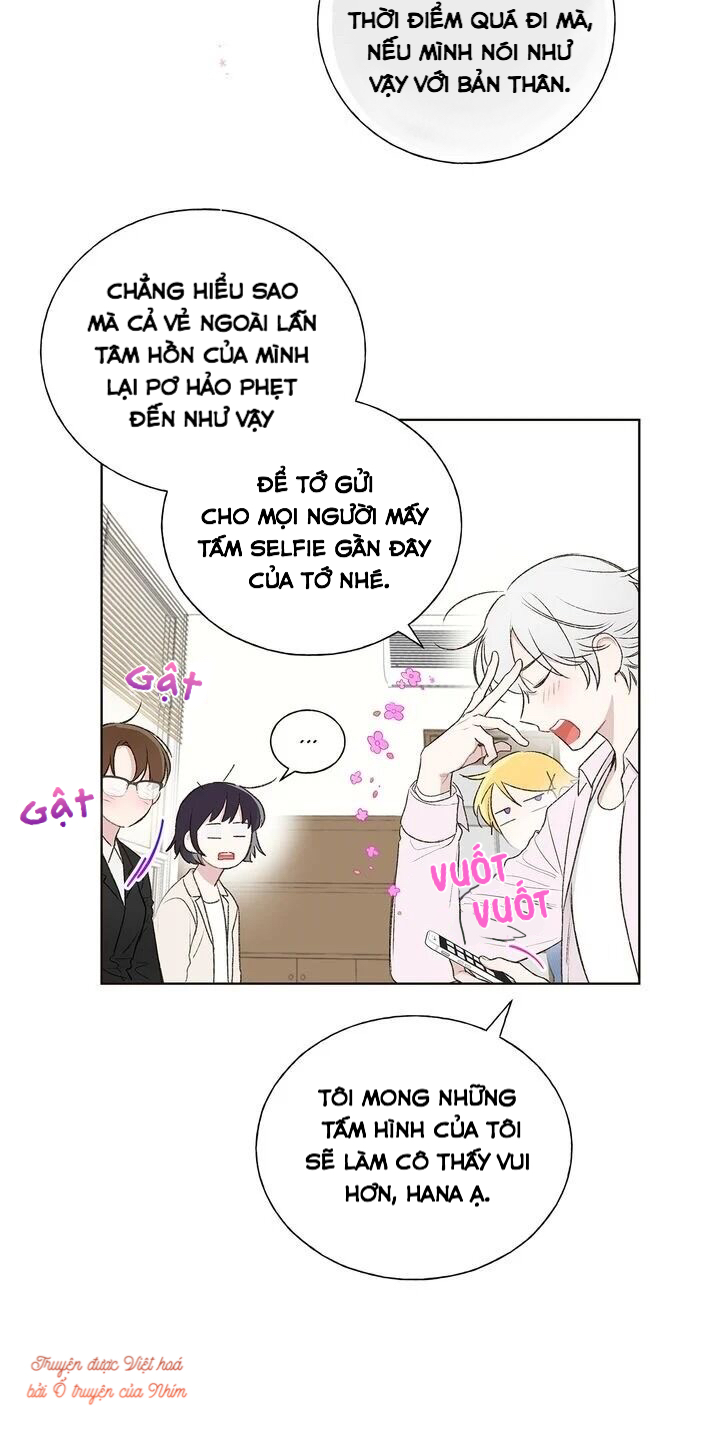 THỜI ĐIỂM QUÁ ĐI MÀ,
NẾU MÌNH NÓI NHƯ
VẬY VỚI BẢN THÂN.
CHẲNG HIỂU SAO
MÀ CẢ VẺ NGOÀI LẪN
TÂM HỒN CỦA MÌNH
LẠI PƠ HẢO PHẸT
ĐẾN NHƯ VẬY
ĐỂ TỚ GỬI
CHO MỌI NGƯỜI MẤY
TẤM SELFIE GẦN ĐÂY
CỦA TỚ NHÉ.
GẬT
...
GẬT
VUỐT
VUỐT
TÔI MONG NHỮNG
TẤM HÌNH CỦA TÔI
SẼ LÀM CÔ THẤY VUI
HƠN, HANA Ạ.
Truyện được Việt hoá
bởi Ổ truyện của Nhím